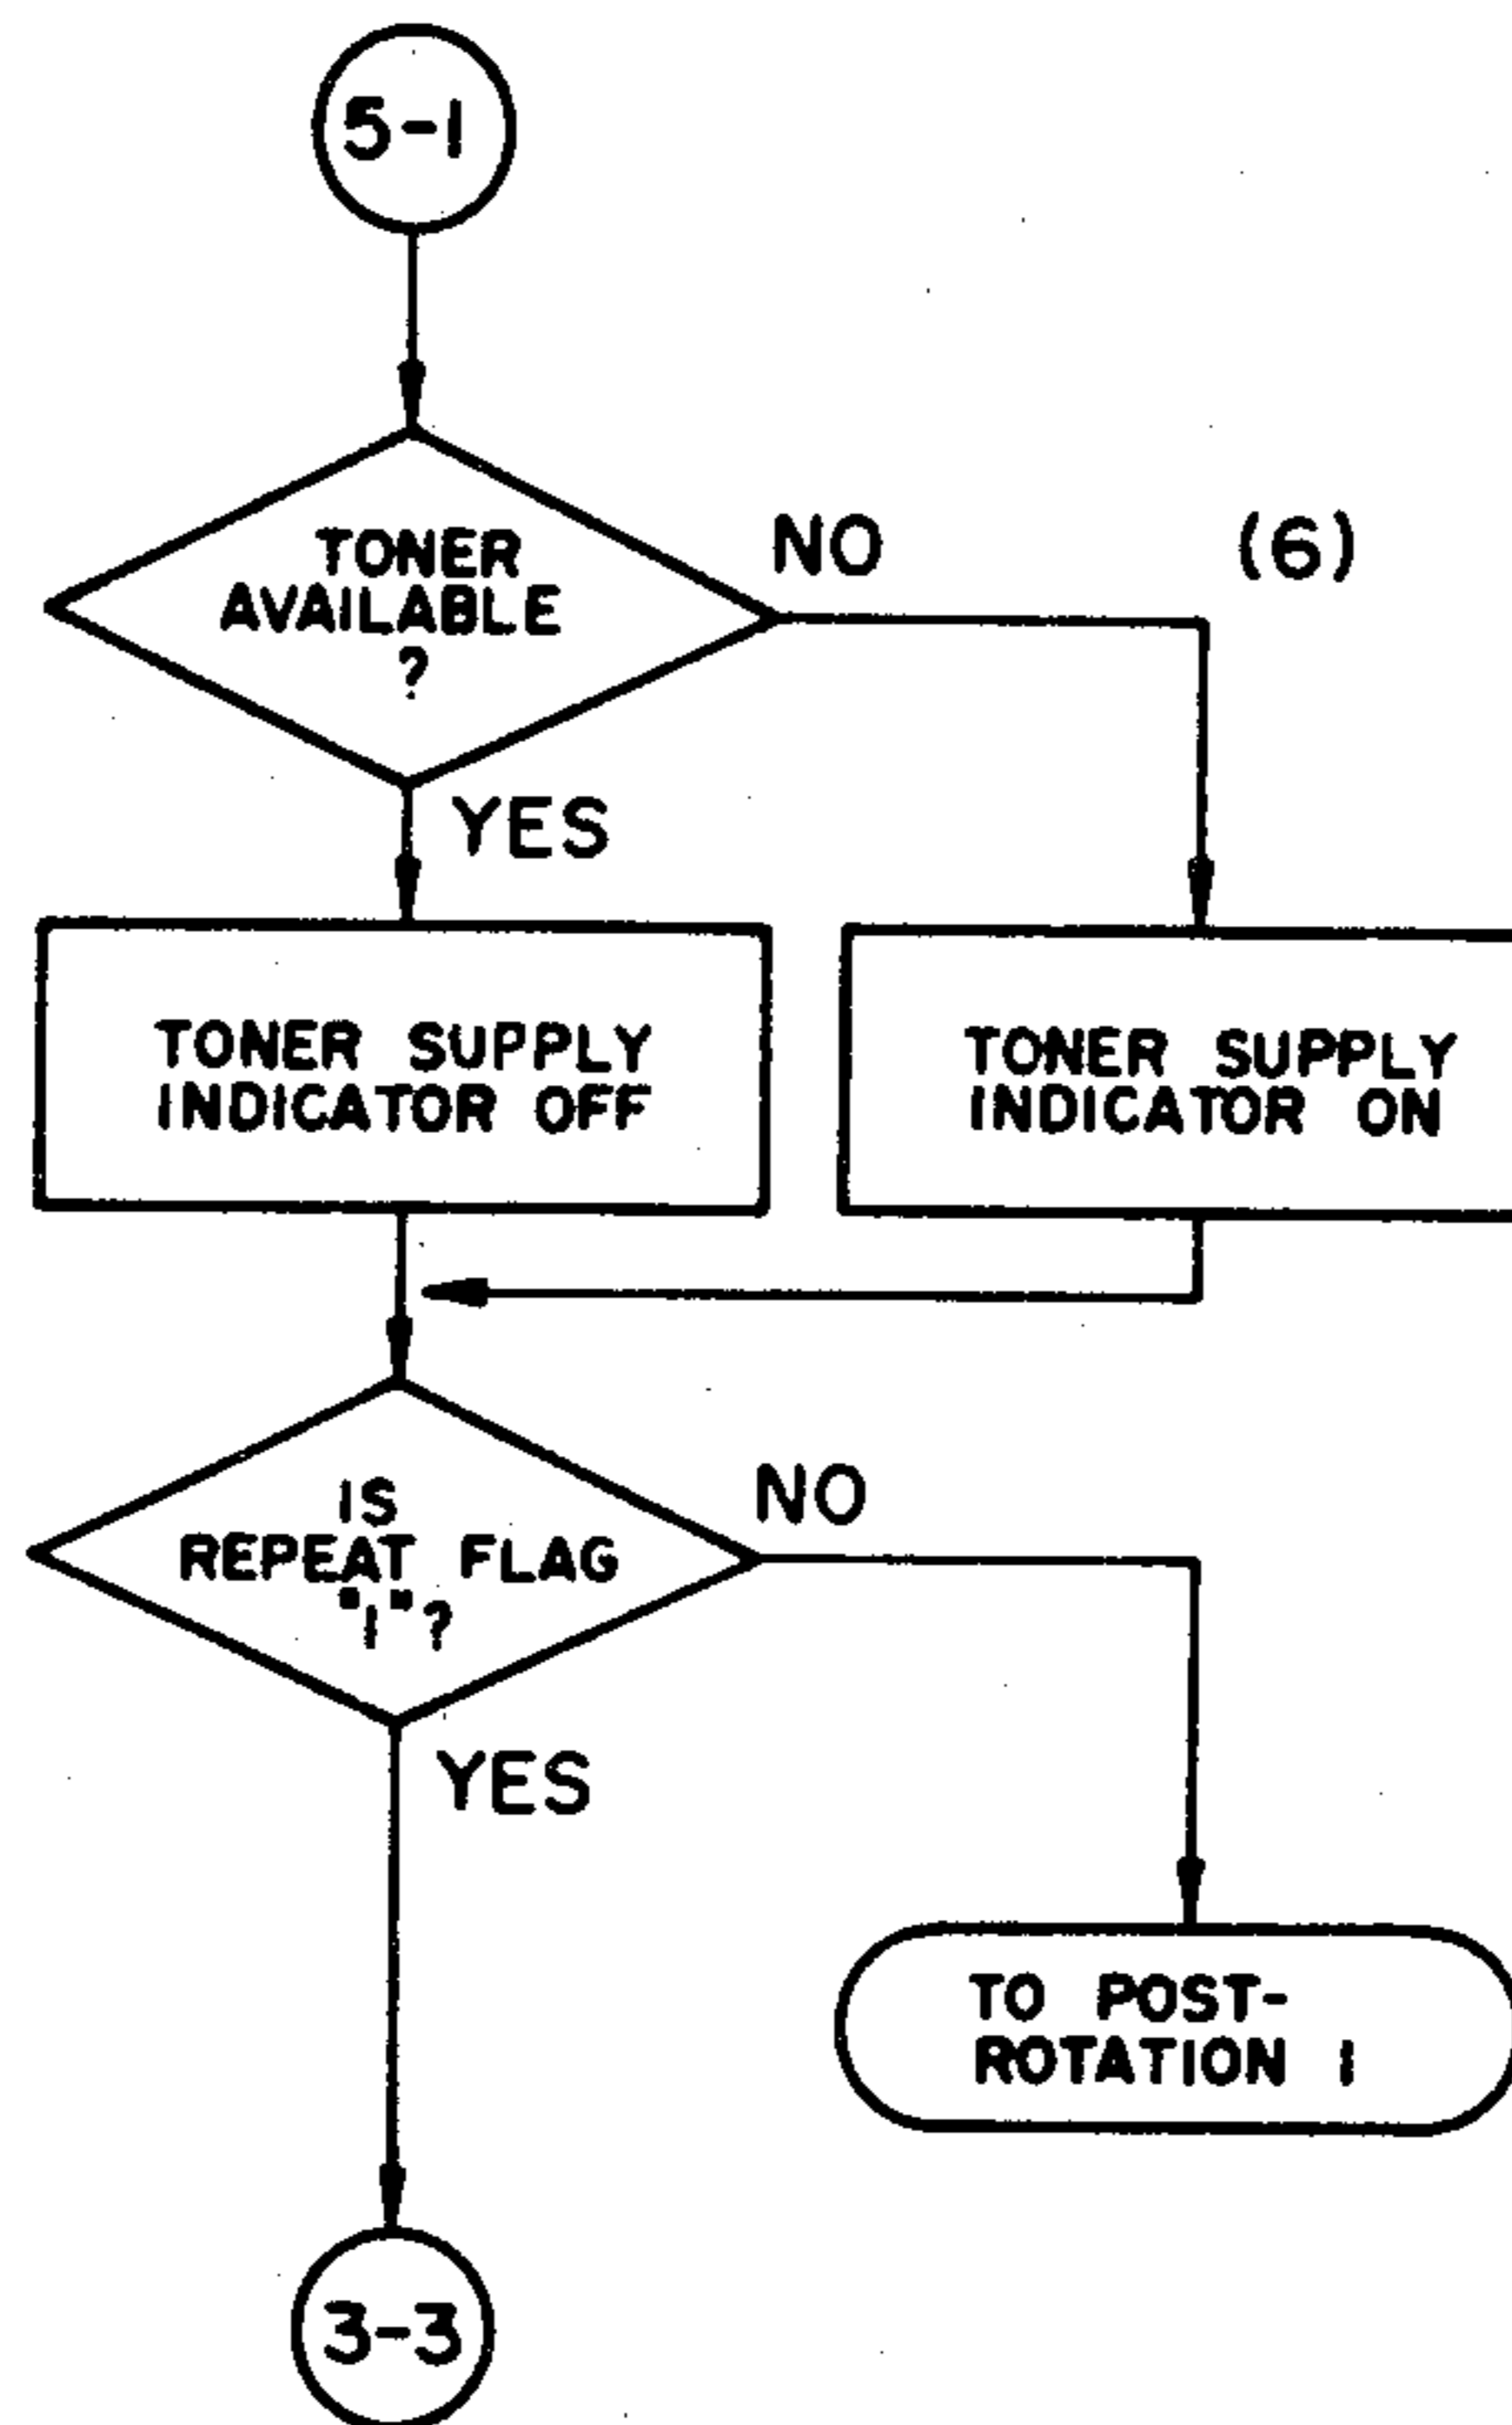 5-1
TONER
AVAILABLE
?
NO
(6)
YES
TONER SUPPLY
INDICATOR OFF
TONER SUPPLY
INDICATOR ON
IS
REPEAT FLAG
"1"?
NO
YES
TO POST-
ROTATION 1
3-3